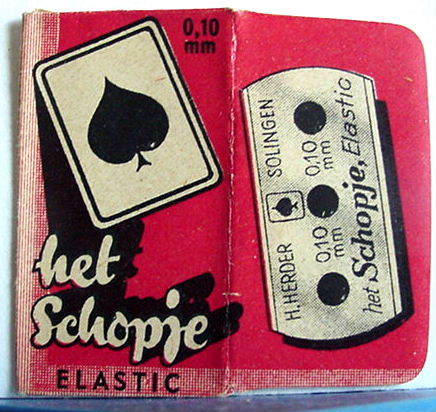 0,10
mm
het
Schopje
ELASTIC
H. HERDER SOLINGEN
0,10 mm
0,10 mm
het Schopje, Elastic